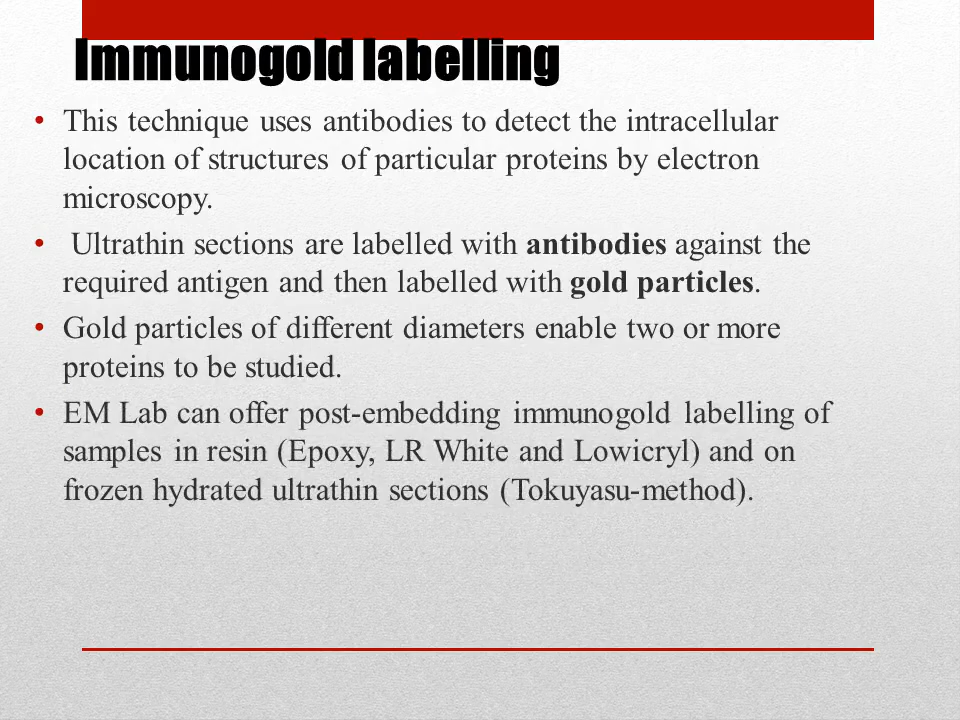 Immunogold labelling
• This technique uses antibodies to detect the intracellular
location of structures of particular proteins by electron
microscopy.
• Ultrathin sections are labelled with antibodies against the
required antigen and then labelled with gold particles.
• Gold particles of different diameters enable two or more
proteins to be studied.
• EM Lab can offer post-embedding immunogold labelling of
samples in resin (Epoxy, LR White and Lowicryl) and on
frozen hydrated ultrathin sections (Tokuyasu-method).